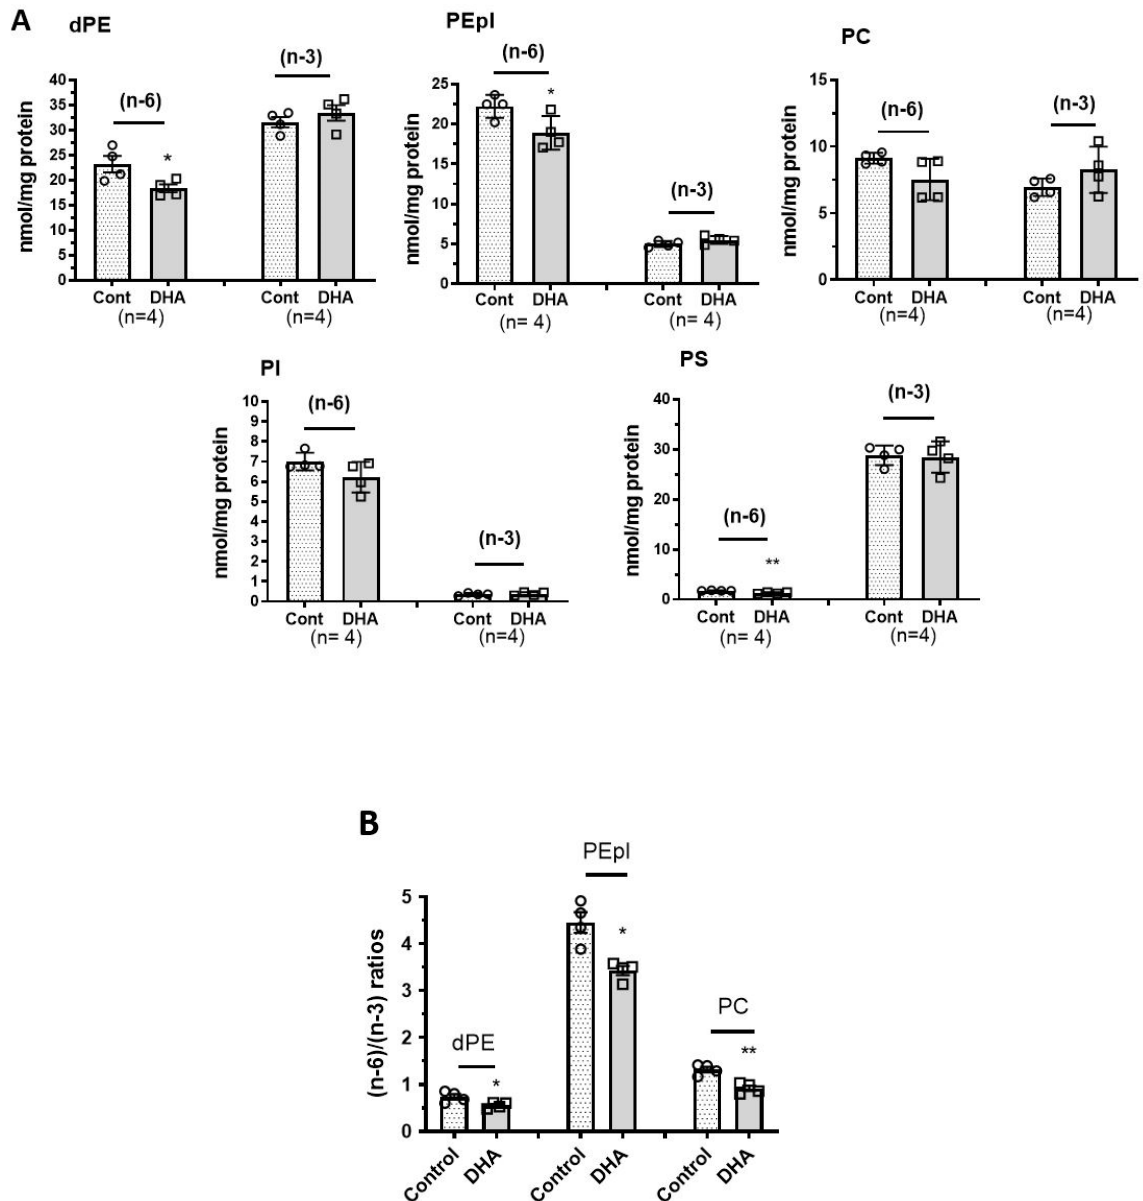 A
dPE
(n-6)
(n-3)
nmol/mg protein
40
35
30
25
20
15
10
5
0
*
Cont DHA Cont DHA
(n=4) (n=4)
PEpl
(n-6)
(n-3)
nmol/mg protein
25
20
15
10
5
0
*
Cont DHA Cont DHA
(n= 4) (n= 4)
PC
(n-6)
(n-3)
nmol/mg protein
15
10
5
0
Cont DHA Cont DHA
(n=4) (n=4)
PI
(n-6)
(n-3)
nmol/mg protein
10
9
8
7
6
5
4
3
2
1
0
Cont DHA Cont DHA
(n= 4) (n=4)
PS
(n-6)
(n-3)
nmol/mg protein
40
30
20
10
0
**
Cont DHA Cont DHA
(n= 4) (n=4)
B
(n-6)/(n-3) ratios
5
4
3
2
1
0
dPE
*
PEpl
*
PC
**
Control DHA Control DHA Control DHA